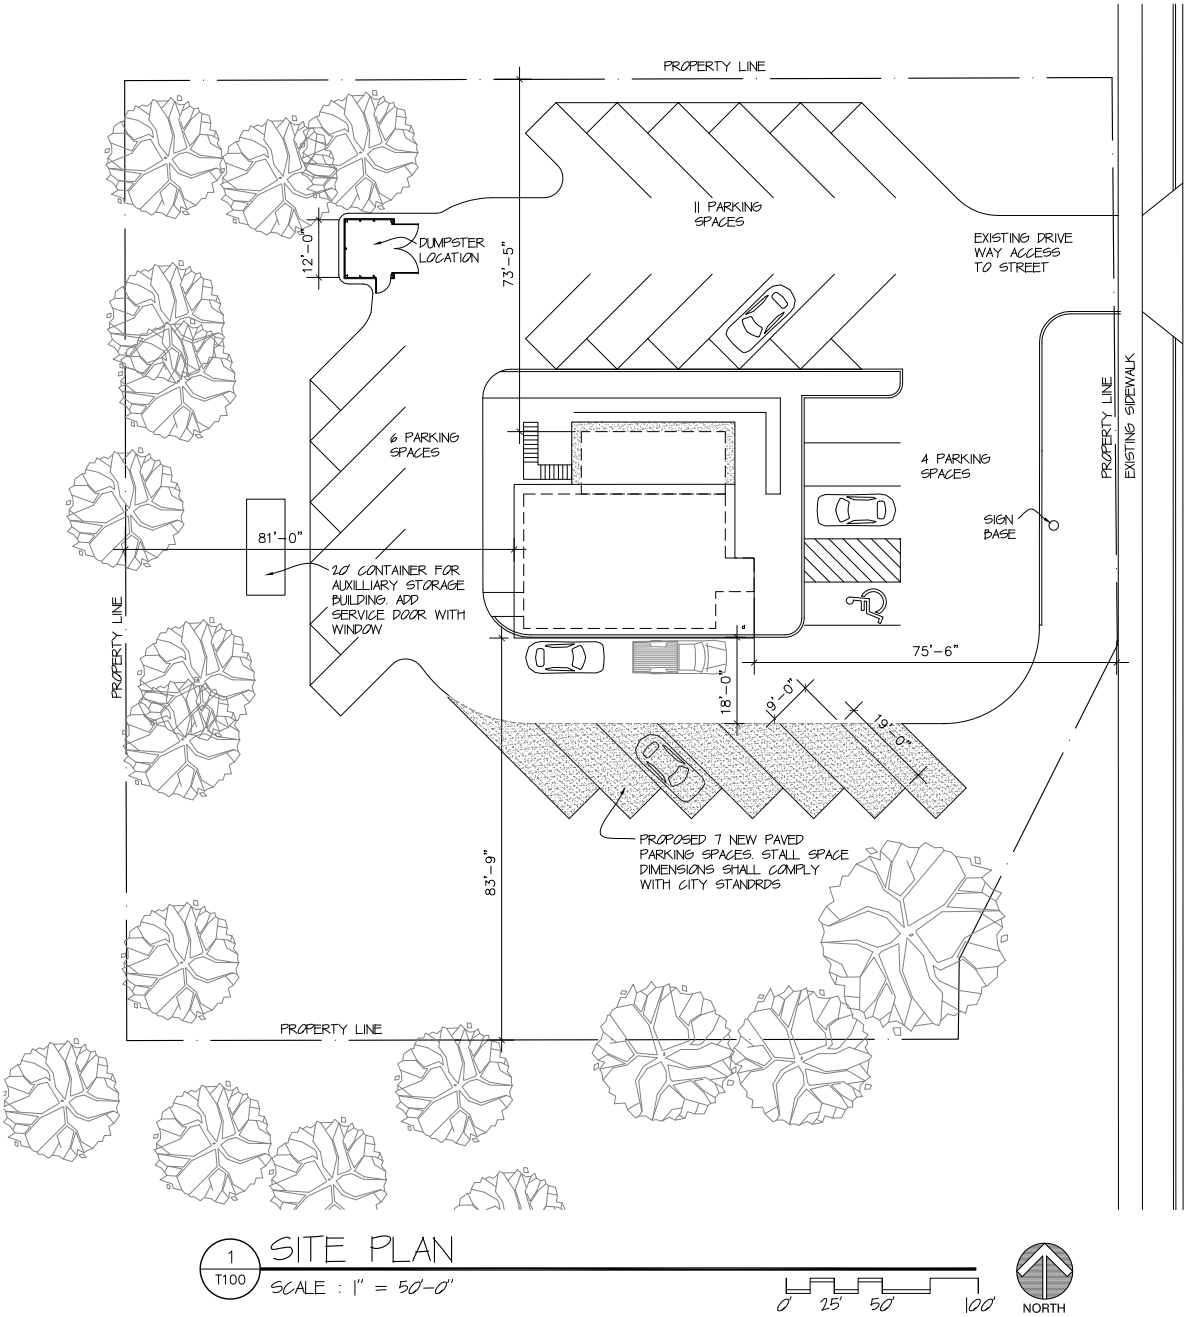 PROPERTY LINE
11 PARKING
SPACES
EXISTING DRIVE
WAY ACCESS
TO STREET
DUMPSTER
LOCATION
12'-0"
73'-5"
PROPERTY LINE
EXISTING SIDEWALK
6 PARKING
SPACES
4 PARKING
SPACES
SIGN
BASE
81'-0"
20' CONTAINER FOR
AUXILLIARY STORAGE
BUILDING. ADD
SERVICE DOOR WITH
WINDOW
PROPERTY LINE
75'-6"
18'-0"
9'-0"
19'-0"
PROPOSED 7 NEW PAVED
PARKING SPACES. STALL SPACE
DIMENSIONS SHALL COMPLY
WITH CITY STANDRDS
83'-9"
PROPERTY LINE
1
T100
SITE PLAN
SCALE : 1" = 50'-0"
0' 25' 50' 100'
NORTH